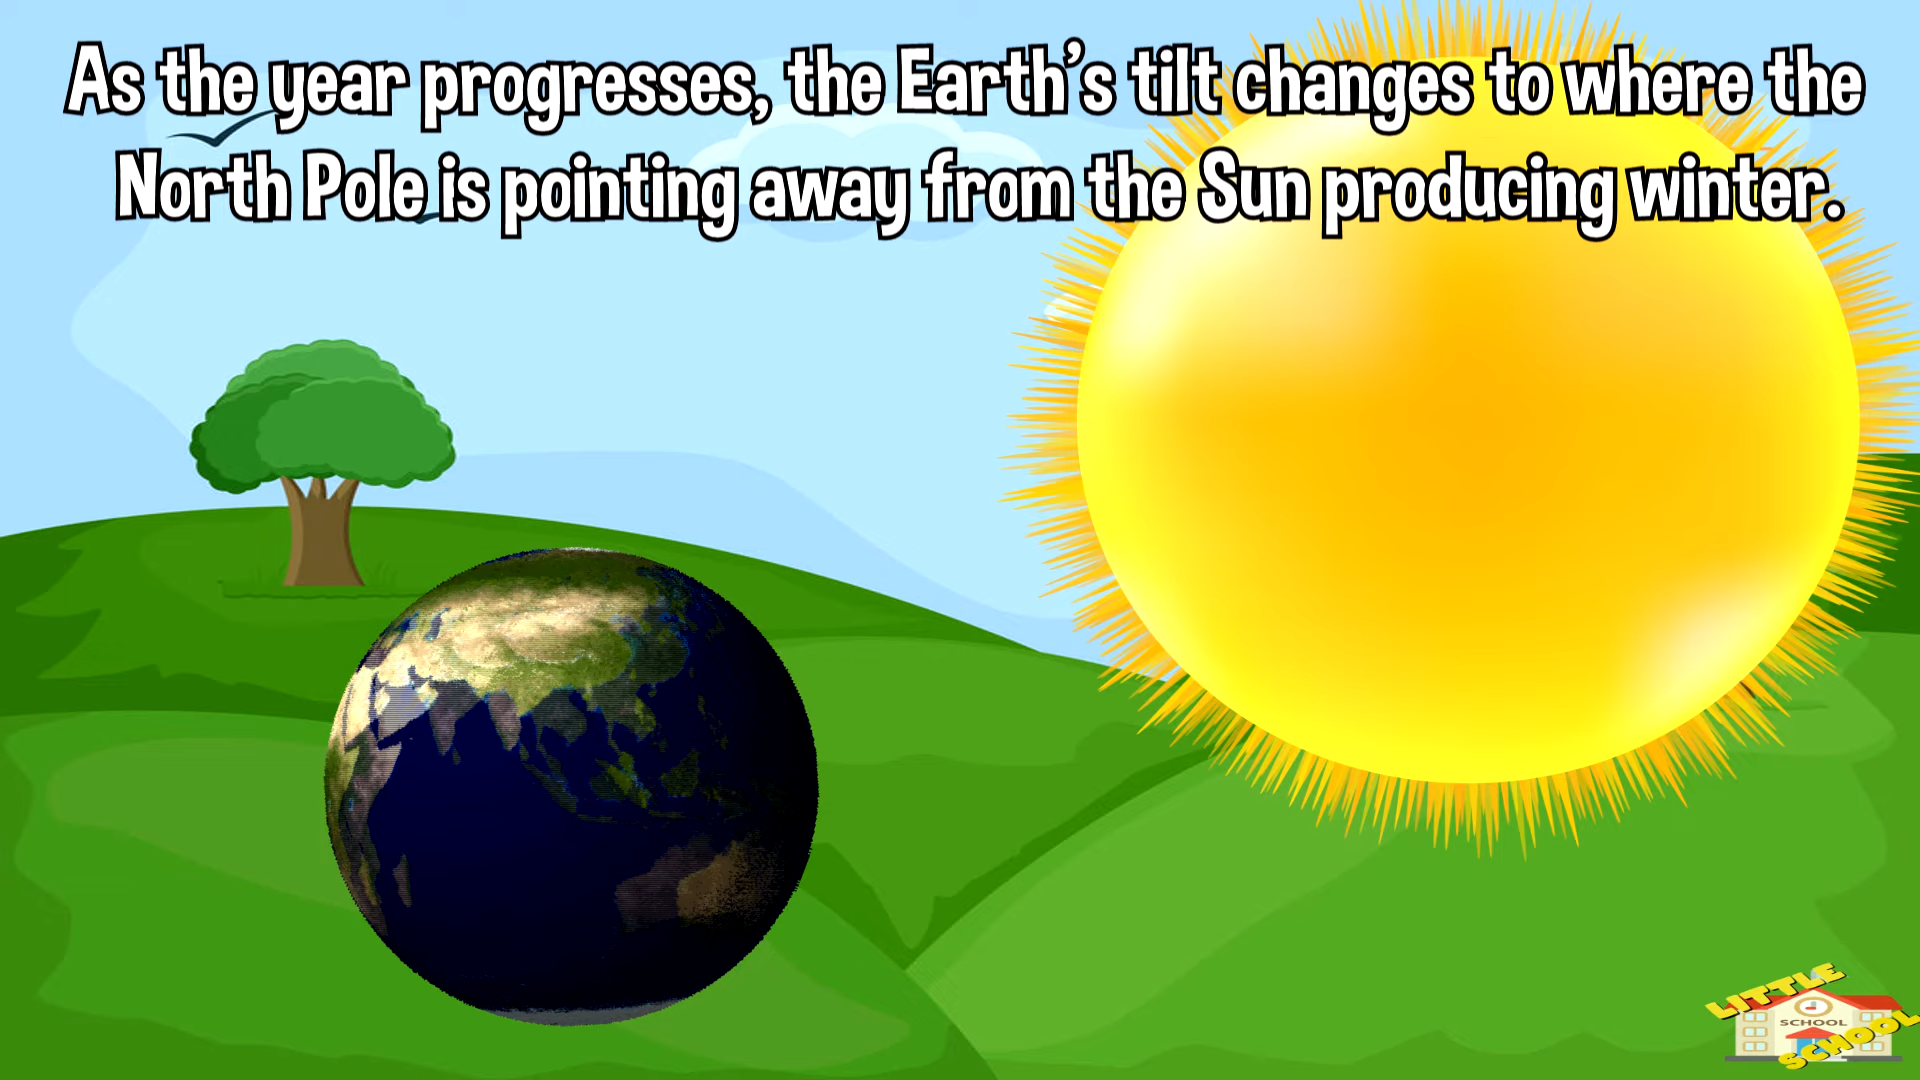 As the year progresses, the Earth's tilt changes to where the
North Pole is pointing away from the Sun producing winter.
LITTLE
SCHOOL
SCHOOL